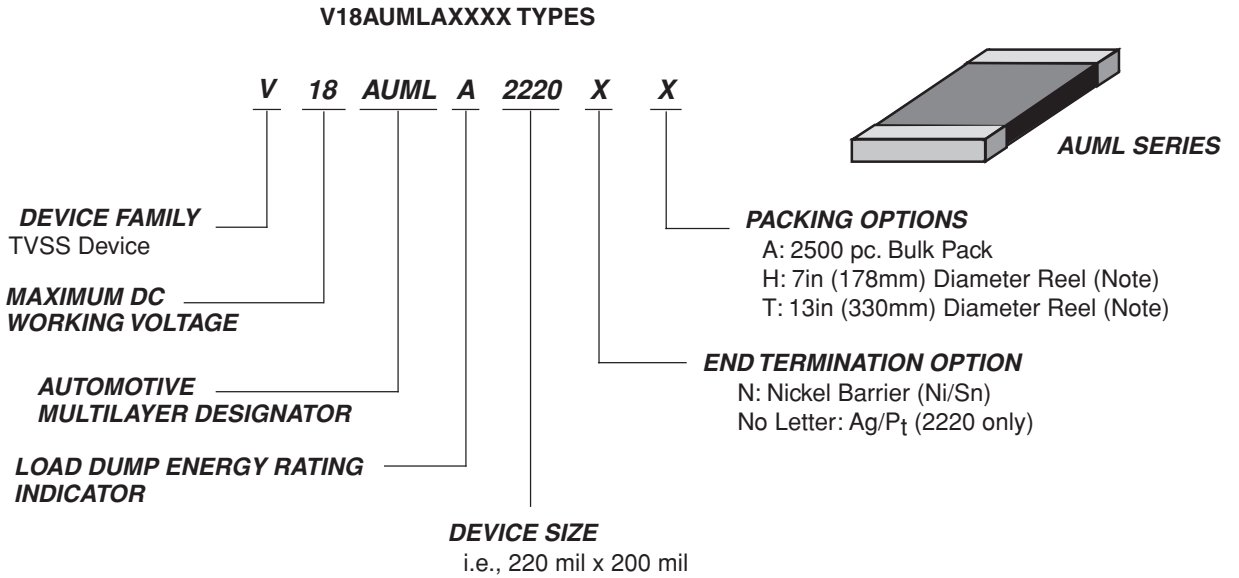 V18AUMLAXXXX TYPES
V 18 AUML A 2220 X X
AUML SERIES
DEVICE FAMILY
TVSS Device
MAXIMUM DC
WORKING VOLTAGE
AUTOMOTIVE
MULTILAYER DESIGNATOR
LOAD DUMP ENERGY RATING
INDICATOR
DEVICE SIZE
i.e., 220 mil x 200 mil
PACKING OPTIONS
A: 2500 pc. Bulk Pack
H: 7in (178mm) Diameter Reel (Note)
T: 13in (330mm) Diameter Reel (Note)
END TERMINATION OPTION
N: Nickel Barrier (Ni/Sn)
No Letter: Ag/Pt (2220 only)